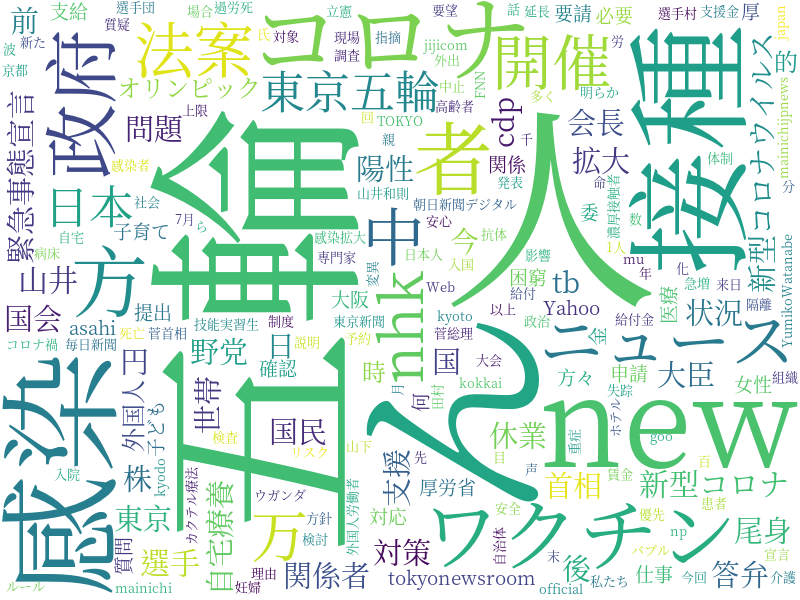 前
支給
選手団
場合
過労死
質疑
コロナ
立憲
要望
話
延長
選手村
支援金
厚
japan
波
新た
京都
政府
法案
氏
対象
現場
指摘
調査
jijicom
外出
要請
必要
労
的
オリンピック
東京五輪
中止
FNN
開催
多く
明らか
接種
コロナウイルス
新型
mainichijpnews
緊急事態宣言
上限
問題
回
TOKYO
高齢者
cdp
会長
千
親
者
陽性
関係
拡大
体制
感染者
日本
社会
山井和則
発表
命
分
7月
ら
朝日新聞デジタル
委
濃厚接触者
数
自宅
病床
子育て
感染拡大
安心
中
今
日本人
抗体
影響
1人
mu
化
急増
来日
YumikoWatanabe
山井
方
輪
人
専門家
変異
入国
困窮
年
隔離
国会
提出
大阪
nhk
Web
給付
tb
医療
asahi
技能実習生
制度
kyoto
以上
Yahoo
金
状況
コロナ禍
毎日新聞
死亡
菅首相
東京新聞
菅総理
政治
給付金
ニュース
円
野党
日
説明
予約
時
国
大会
方々
申請
大臣
組織
感染
外国人
世帯
確認
月
田村
kokkai
失踪
女性
子ども
五
ん
何
new
ホテル
国民
検査
リスク
山下
先
目
休業
重症
goo
入院
kyodo
株
カクテル療法
自宅療養
ウガンダ
外国人労働者
支援
厚労省
声
賃金
百
首相
新型コロナ
東京
万
方針
対応
安全
ワクチン
優先
np
患者
尾身
質問
選手
検討
対策
自治体
末
バブル
宣言
ルール
mainichi
妊婦
理由
関係者
tokyonewsroom
official
後
私たち
仕事
今回
答弁
介護